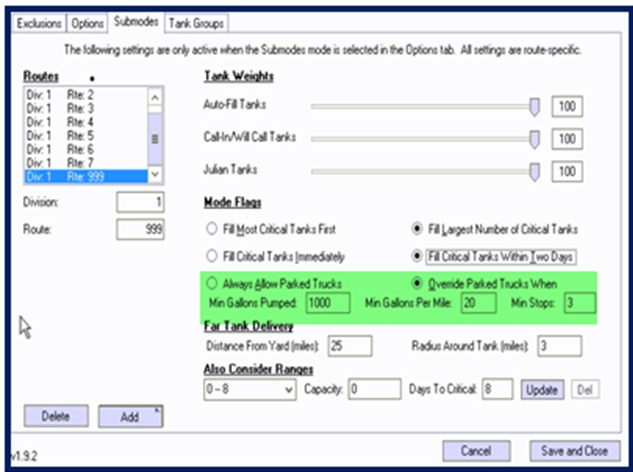 Exclusions Options Submodes Tank Groups
The following settings are only active when the Submodes mode is selected in the Options tab. All settings are route-specific.
Routes
Div: 1 Rte: 2
Div: 1 Rte: 3
Div: 1 Rte: 4
Div: 1 Rte: 5
Div: 1 Rte: 6
Div: 1 Rte: 7
Div: 1 Rte: 999
Division: 1
Route: 999
Tank Weights
Auto-Fill Tanks 100
Call-In/Will Call Tanks 100
Julian Tanks 100
Mode Flags
Fill Most Critical Tanks First Fill Largest Number of Critical Tanks
Fill Critical Tanks Immediately Fill Critical Tanks Within Two Days
Always Allow Parked Trucks Override Parked Trucks When
Min Gallons Pumped: 1000 Min Gallons Per Mile: 20 Min Stops: 3
Far Tank Delivery
Distance From Yard (miles): 25 Radius Around Tank (miles): 3
Also Consider Ranges
0 - 8 Capacity: 0 Days To Critical: 8 Update Del
Delete Add
v1.9.2 Cancel Save and Close